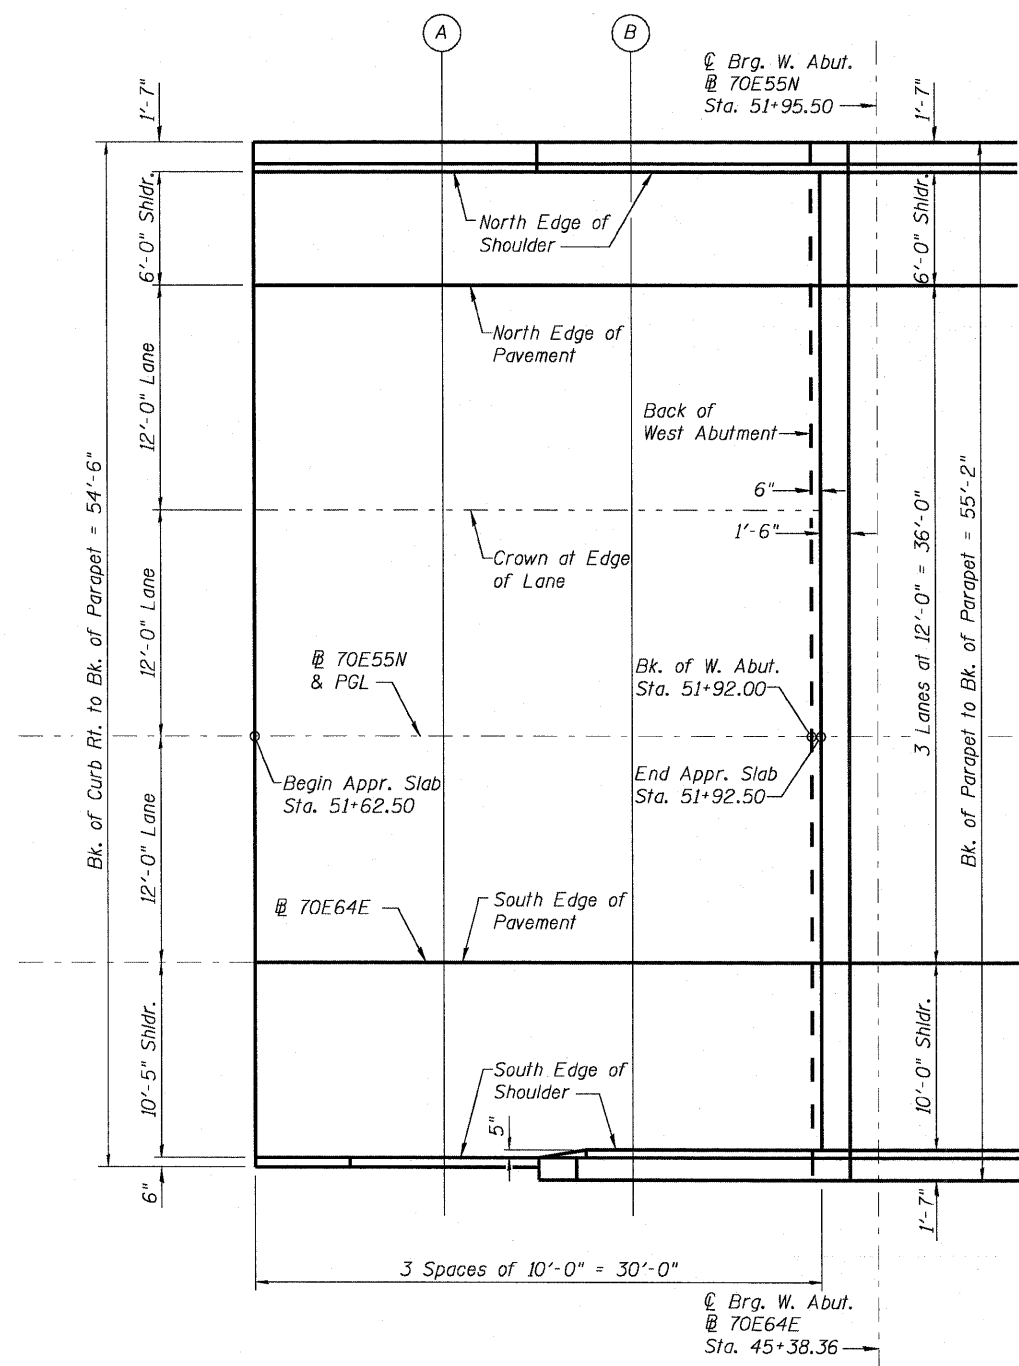 A
B
℄ Brg. W. Abut.
⅊ 70E55N
Sta. 51+95.50
1'-7"
1'-7"
6'-0" Shldr.
6'-0" Shldr.
North Edge of
Shoulder
North Edge of
Pavement
12'-0" Lane
Back of
West Abutment
Bk. of Curb Rt. to Bk. of Parapet = 54'-6"
6"
1'-6"
3 Lanes at 12'-0" = 36'-0"
Bk. of Parapet to Bk. of Parapet = 55'-2"
Crown at Edge
of Lane
12'-0" Lane
⅊ 70E55N
& PGL
Bk. of W. Abut.
Sta. 51+92.00
Begin Appr. Slab
Sta. 51+62.50
End Appr. Slab
Sta. 51+92.50
12'-0" Lane
⅊ 70E64E
South Edge of
Pavement
10'-5" Shldr.
10'-0" Shldr.
South Edge of
Shoulder
5"
6"
1'-7"
3 Spaces of 10'-0" = 30'-0"
℄ Brg. W. Abut.
⅊ 70E64E
Sta. 45+38.36